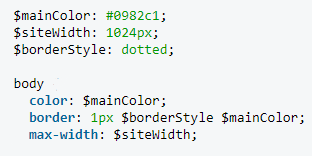 $mainColor: #0982c1;
$siteWidth: 1024px;
$borderStyle: dotted;

body
  color: $mainColor;
  border: 1px $borderStyle $mainColor;
  max-width: $siteWidth;